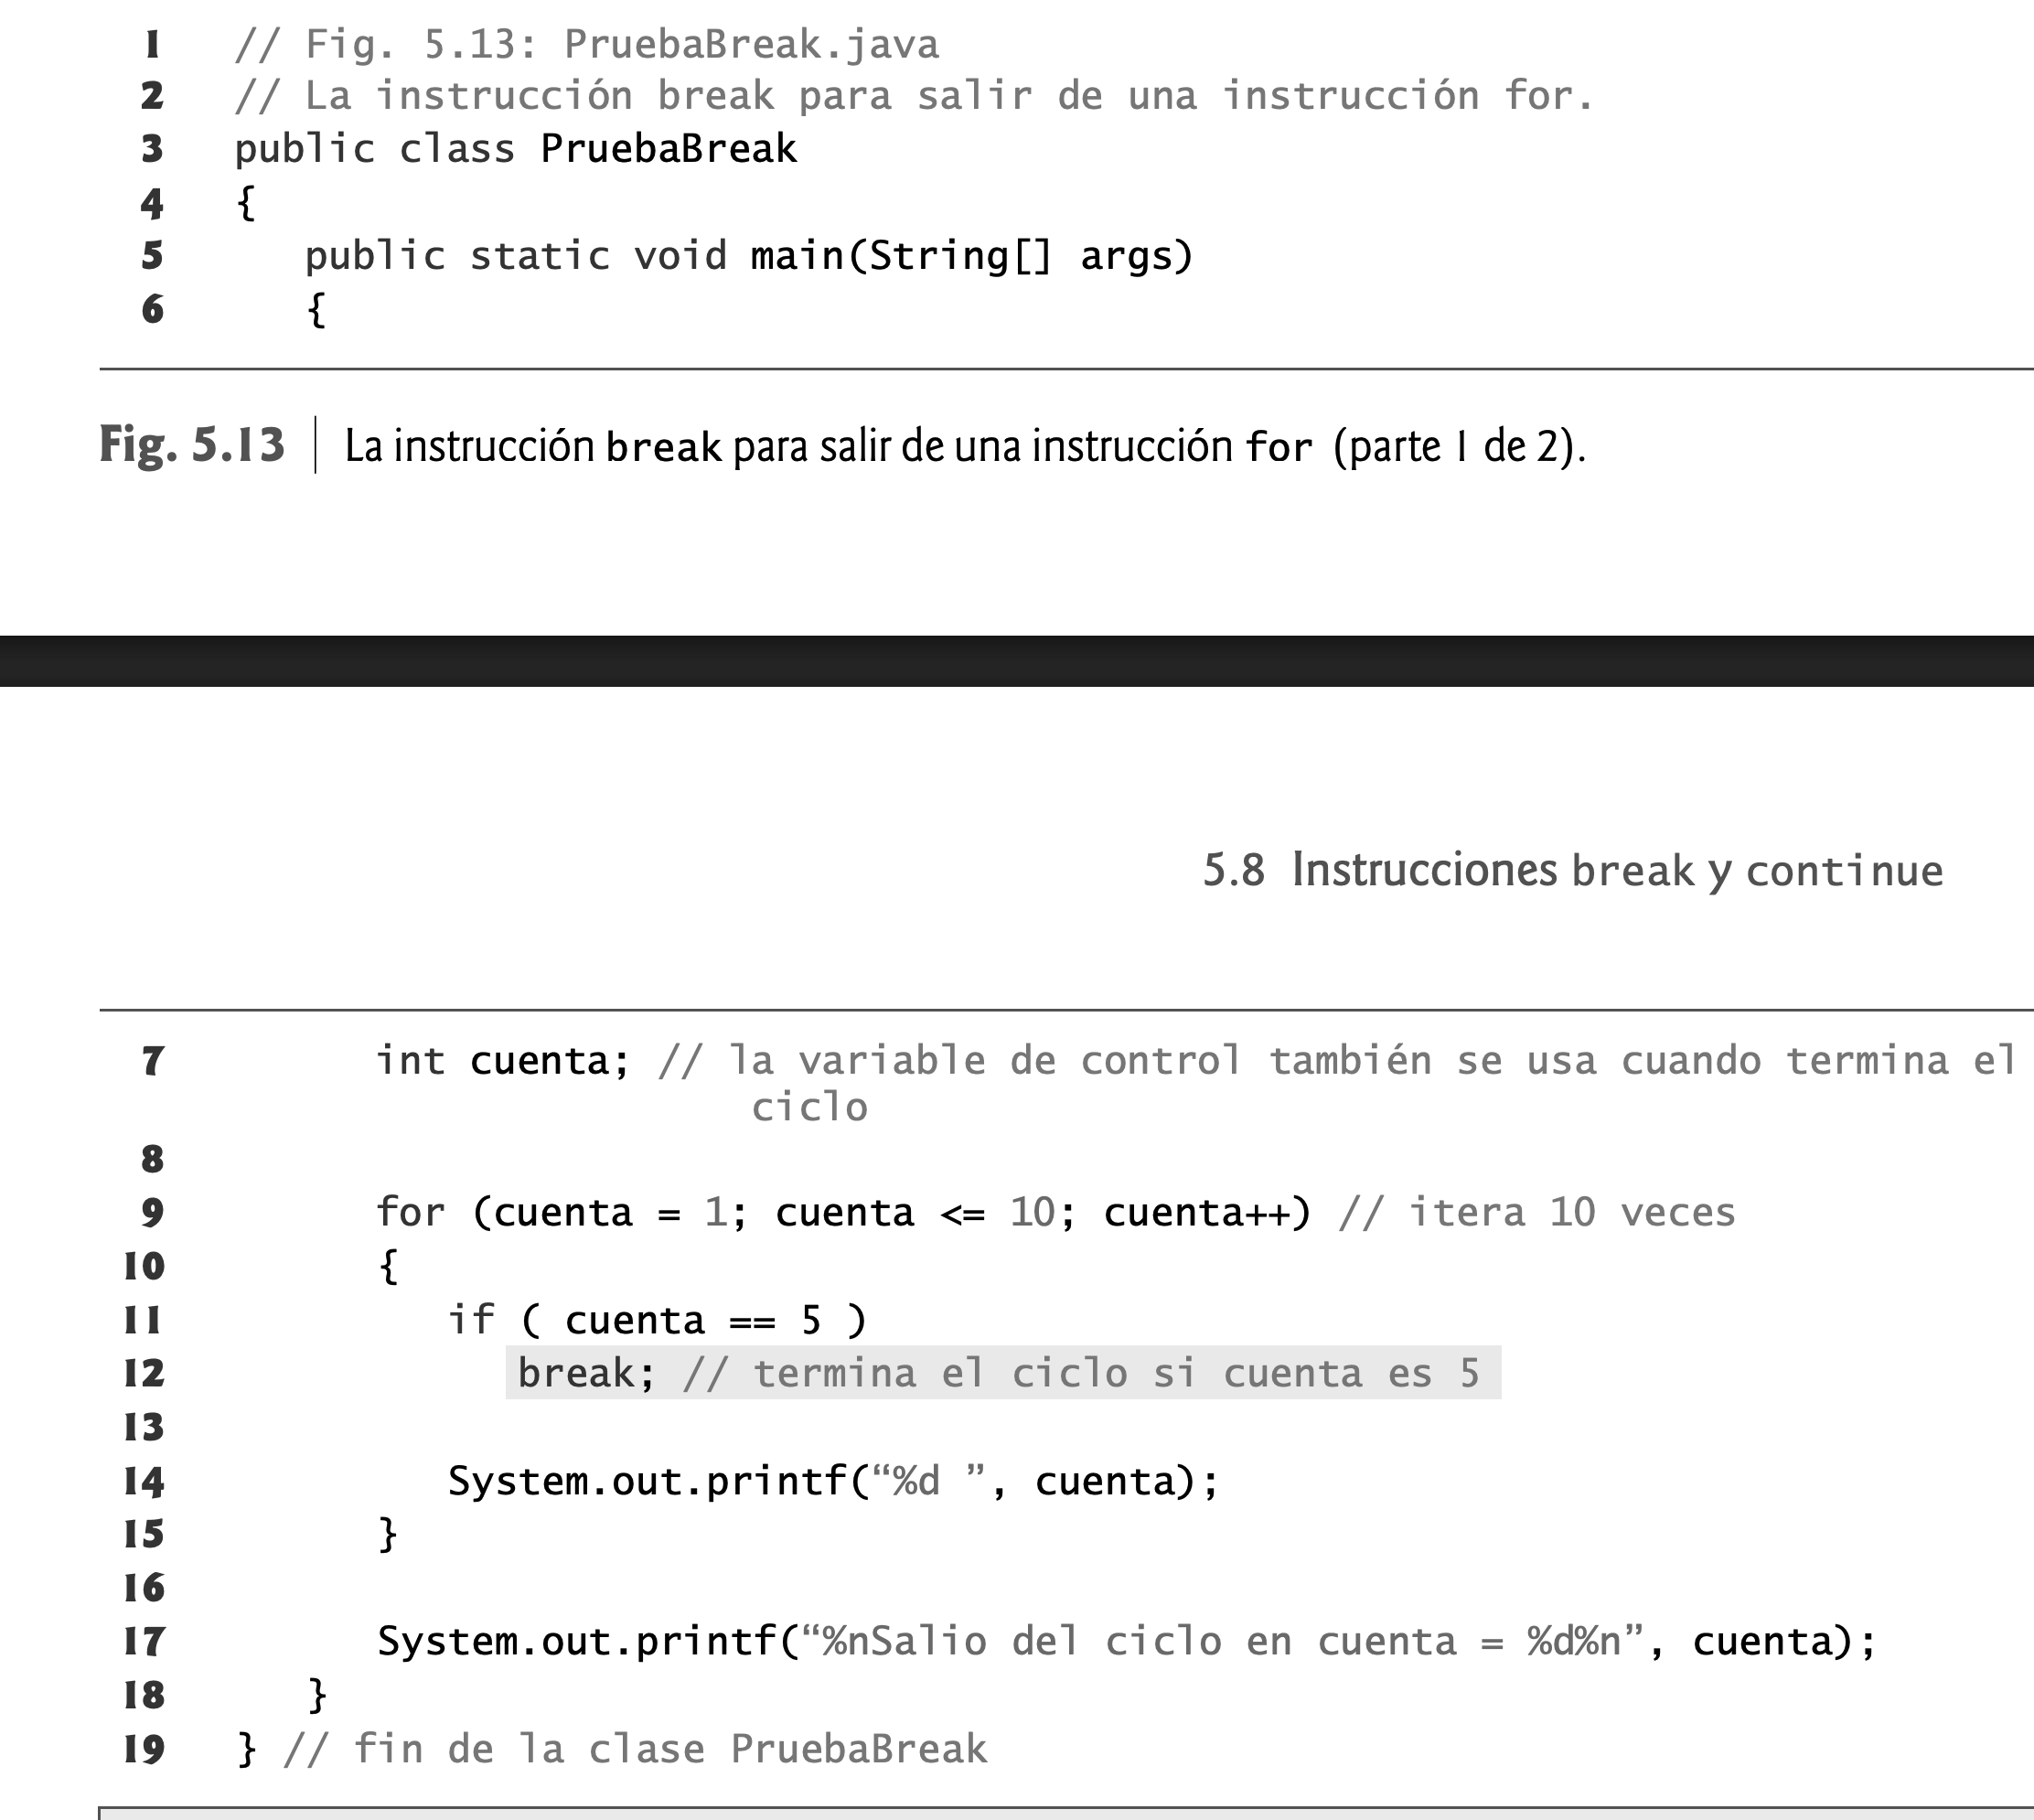 1 // Fig. 5.13: PruebaBreak.java
2 // La instrucción break para salir de una instrucción for.
3 public class PruebaBreak
4 {
5 public static void main(String[] args)
6 {
Fig. 5.13 | La instrucción break para salir de una instrucción for (parte 1 de 2).
5.8 Instrucciones break y continue
7 int cuenta; // la variable de control también se usa cuando termina el
ciclo
8
9 for (cuenta = 1; cuenta <= 10; cuenta++) // itera 10 veces
10 {
11 if ( cuenta == 5 )
12 break; // termina el ciclo si cuenta es 5
13
14 System.out.printf(“%d ”, cuenta);
15 }
16
17 System.out.printf(“%nSalio del ciclo en cuenta = %d%n”, cuenta);
18 }
19 } // fin de la clase PruebaBreak